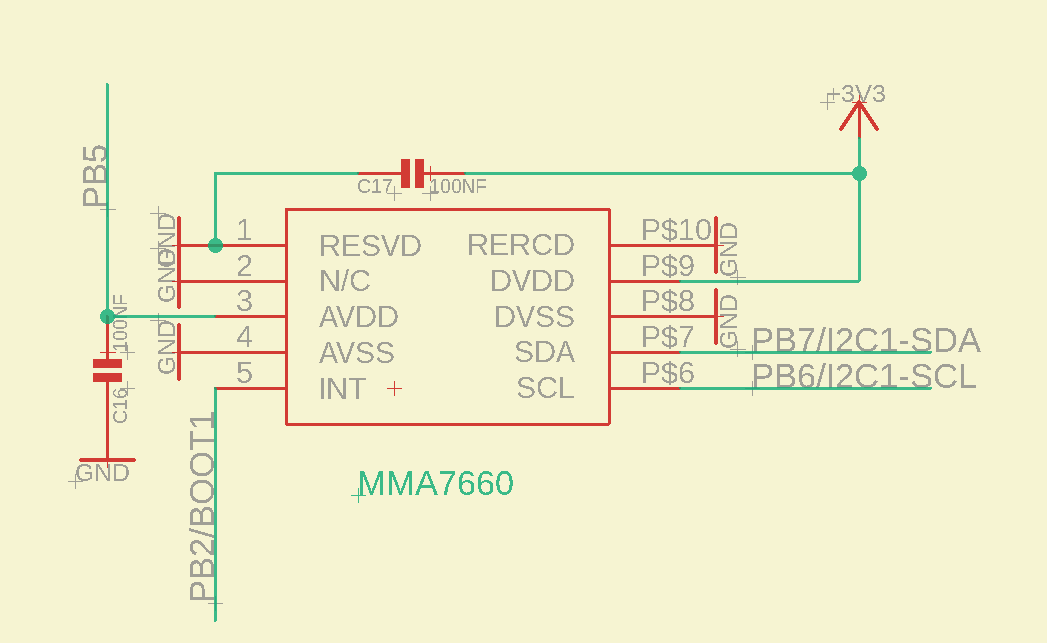 +3V3
PB5
C17
100NF
GND
1
RESVD
RERCD
P$10
GND
GND
2
N/C
DVDD
P$9
100NF
3
AVDD
DVSS
P$8
GND
GND
4
AVSS
SDA
P$7
PB7/I2C1-SDA
C16
5
INT
SCL
P$6
PB6/I2C1-SCL
GND
PB2/BOOT1
MMA7660